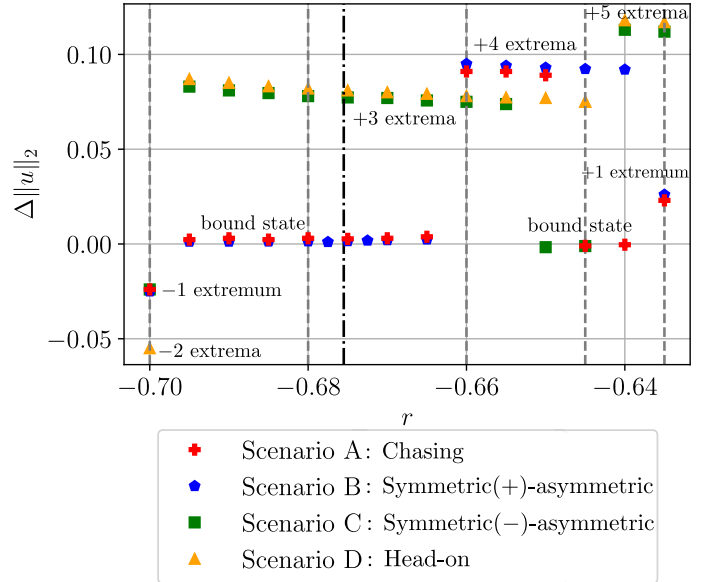 +5 extrema
0.10
+4 extrema
+3 extrema
0.05
+1 extremum
bound state
bound state
0.00
−1 extremum
−0.05
−2 extrema
Δ‖u‖₂
−0.70
−0.68
−0.66
−0.64
r
Scenario A: Chasing
Scenario B: Symmetric(+)-asymmetric
Scenario C: Symmetric(−)-asymmetric
Scenario D: Head-on